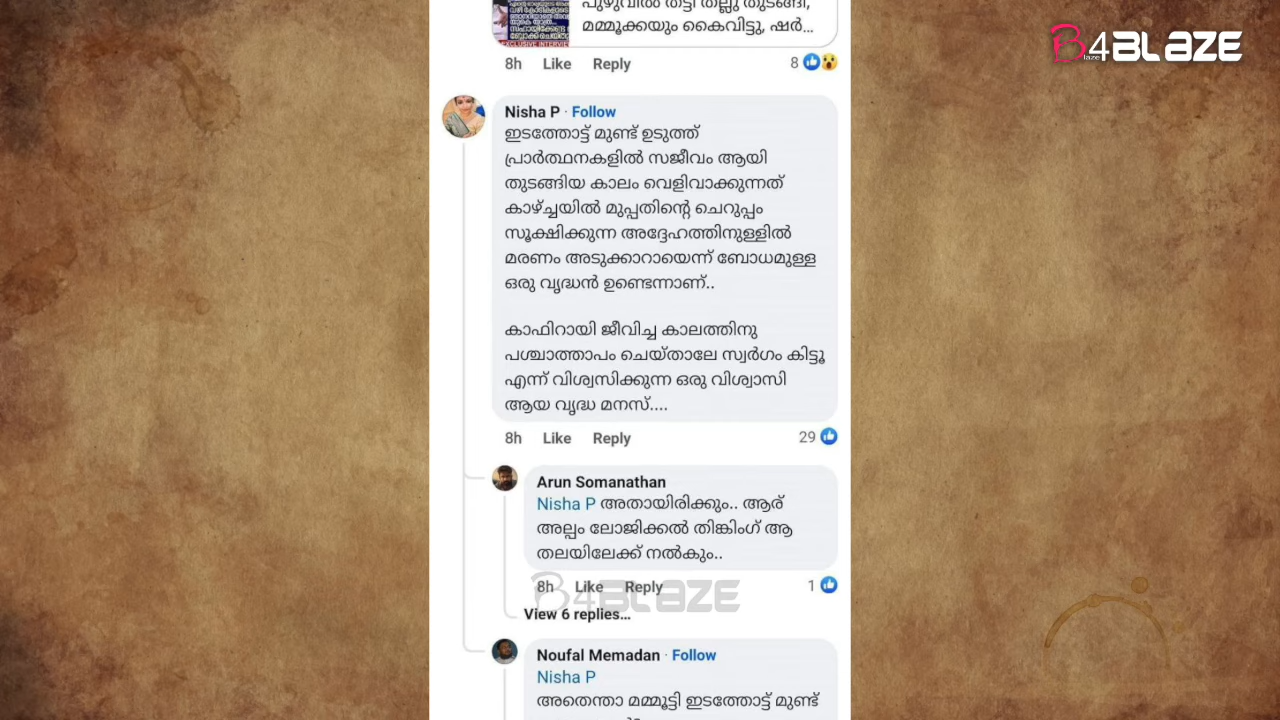 പുഴുവിൽ തട്ടി തല്ലു തുടങ്ങി,
മമ്മൂക്കയും കൈവിട്ടു, ഷർ...
EXCLUSIVE INTERVIEW
B4BLAZE
8h Like Reply 8
Nisha P · Follow
ഇടത്തോട്ട് മുണ്ട് ഉടുത്ത്
പ്രാർത്ഥനകളിൽ സജീവം ആയി
തുടങ്ങിയ കാലം വെളിവാക്കുന്നത്
കാഴ്ച്ചയിൽ മുപ്പതിന്റെ ചെറുപ്പം
സൂക്ഷിക്കുന്ന അദ്ദേഹത്തിനുള്ളിൽ
മരണം അടുക്കാറായെന്ന് ബോധമുള്ള
ഒരു വൃദ്ധൻ ഉണ്ടെന്നാണ്..
കാഫിറായി ജീവിച്ച കാലത്തിനു
പശ്ചാത്താപം ചെയ്താലേ സ്വർഗം കിട്ടൂ
എന്ന് വിശ്വസിക്കുന്ന ഒരു വിശ്വാസി
ആയ വൃദ്ധ മനസ്....
8h Like Reply 29
Arun Somanathan
Nisha P അതായിരിക്കും.. ആര്
അല്പം ലോജിക്കൽ തിങ്കിംഗ് ആ
തലയിലേക്ക് നൽകും..
8h Like Reply 1
B4BLAZE
View 6 replies...
Noufal Memadan · Follow
Nisha P
അതെന്താ മമ്മൂട്ടി ഇടത്തോട്ട് മുണ്ട്